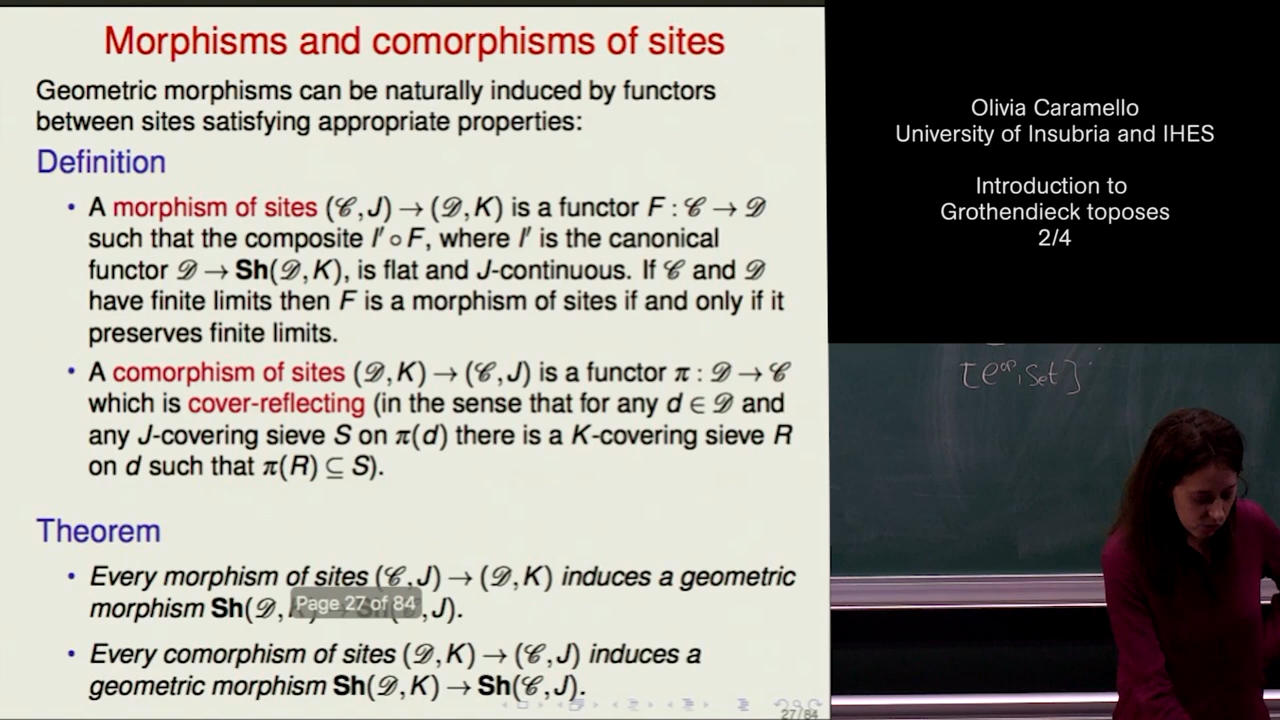 Morphisms and comorphisms of sites
Geometric morphisms can be naturally induced by functors
between sites satisfying appropriate properties:
Definition
• A morphism of sites (𝒞, J) → (𝒟, K) is a functor F : 𝒞 → 𝒟
such that the composite l′ ∘ F, where l′ is the canonical
functor 𝒟 → Sh(𝒟, K), is flat and J-continuous. If 𝒞 and 𝒟
have finite limits then F is a morphism of sites if and only if it
preserves finite limits.
• A comorphism of sites (𝒟, K) → (𝒞, J) is a functor π : 𝒟 → 𝒞
which is cover-reflecting (in the sense that for any d ∈ 𝒟 and
any J-covering sieve S on π(d) there is a K-covering sieve R
on d such that π(R) ⊆ S).
Theorem
• Every morphism of sites (𝒞, J) → (𝒟, K) induces a geometric
morphism Sh(𝒟, , J).
Page 27 of 84
• Every comorphism of sites (𝒟, K) → (𝒞, J) induces a
geometric morphism Sh(𝒟, K) → Sh(𝒞, J).
27/84
Olivia Caramello
University of Insubria and IHES
Introduction to
Grothendieck toposes
2/4
[𝒞ᵒᵖ, Set]